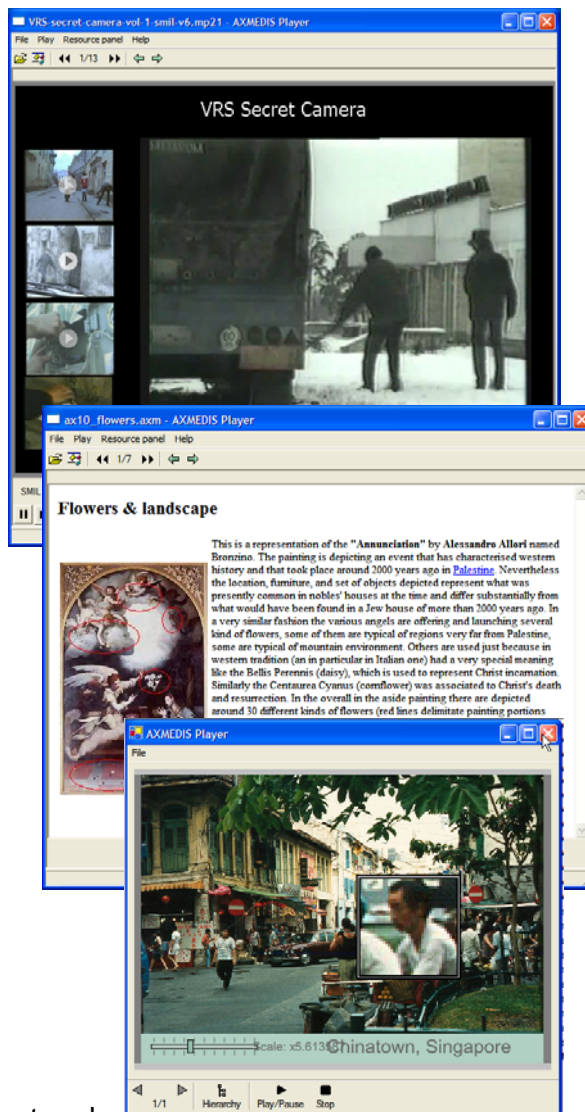 VRS-secret-camera-vol-1-smil-v6.mp21 - AXMEDIS Player
File Play Resource panel Help
1/13
VRS Secret Camera
SMIL
ax10_flowers.axm - AXMEDIS Player
File Play Resource panel Help
1/7
Flowers & landscape
This is a representation of the "Annunciation" by Alessandro Allori named
Bronzino. The painting is depicting an event that has characterised western
history and that took place around 2000 years ago in Palestine. Nevertheless
the location, furniture, and set of objects depicted represent what was
presently common in nobles' houses at the time and differ substantially from
what would have been found in a Jew house of more than 2000 years ago. In
a very similar fashion the various angels are offering and launching several
kind of flowers, some of them are typical of regions very far from Palestine,
some are typical of mountain environment. Others are used just because in
western tradition (an in particular in Italian one) had a very special meaning
like the Bellis Perennis (daisy), which is used to represent Christ incarnation.
Similarly the Centaurea Cyanus (cornflower) was associated to Christ's death
and resurrection. In the overall in the aside painting there are depicted
around 30 different kinds of flowers (red lines delimitate painting portions
AXMEDIS Player
File
Chinatown, Singapore
1/1 Hierarchy Play/Pause Stop